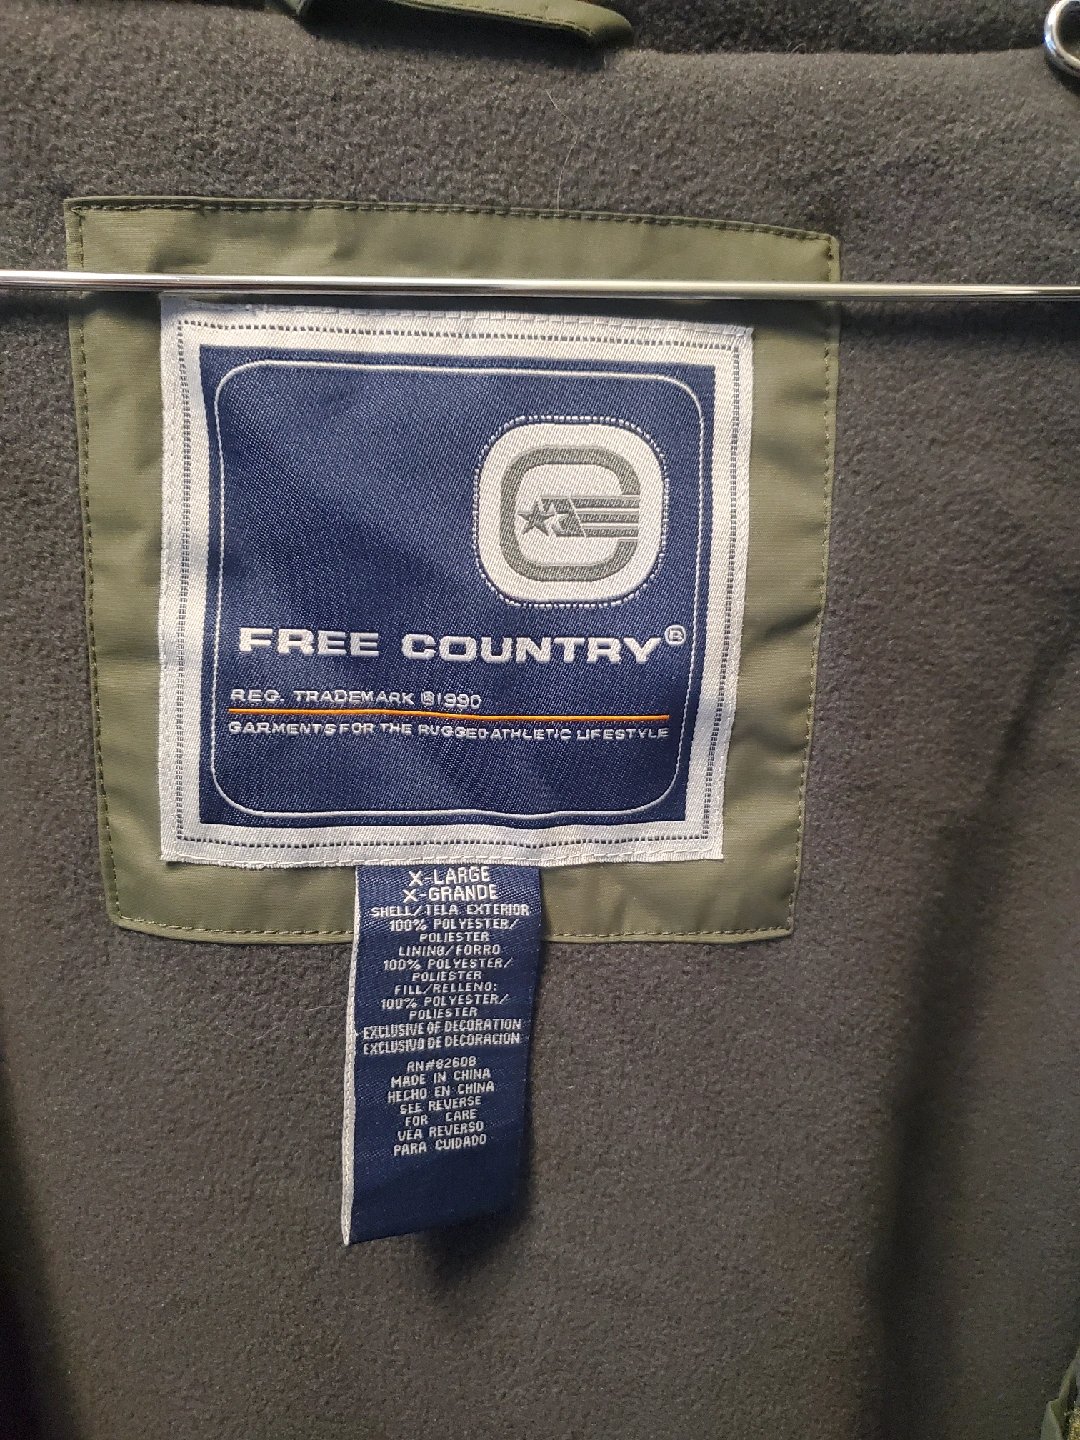 FREE COUNTRY®
REG. TRADEMARK ®1990
GARMENTS FOR THE RUGGED ATHLETIC LIFESTYLE
X-LARGE
X-GRANDE
SHELL/TELA EXTERIOR
100% POLYESTER/
POLIESTER
LINING/FORRO
100% POLYESTER/
POLIESTER
FILL/RELLENO:
100% POLYESTER/
POLIESTER
EXCLUSIVE OF DECORATION
EXCLUSIVO DE DECORACION
RN#82608
MADE IN CHINA
HECHO EN CHINA
SEE REVERSE
FOR CARE
VEA REVERSO
PARA CUIDADO